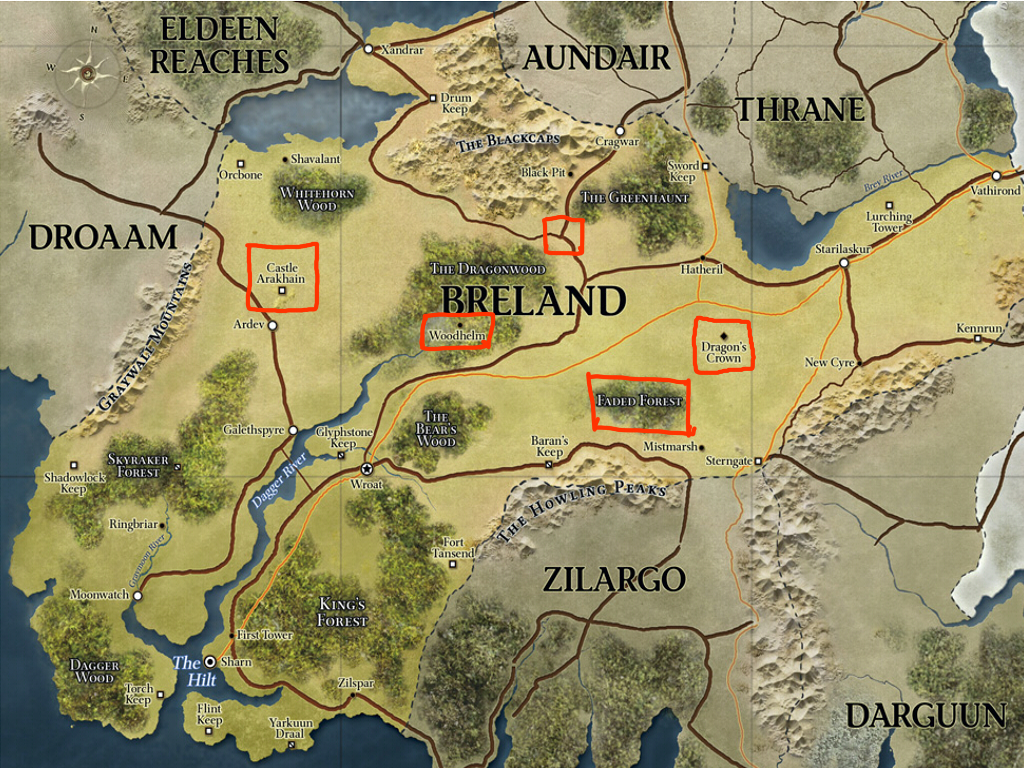 ELDEEN
REACHES
N
W
E
S
Xandrar
AUNDAIR
Drum
Keep
THRANE
The Blackcaps
Cragwar
Shavalant
Orcbone
Black Pit
Sword
Keep
Brey River
Vathirond
Whitehorn
Wood
The Greenhaunt
Lurching
Tower
DROAAM
Starilaskur
Castle
Arakhain
The Dragonwood
Hatheril
BRELAND
Graywall Mountains
Ardev
Woodhelm
Kennrun
Dragon's
Crown
New Cyre
Faded Forest
The
Bear's
Wood
Galethspyre
Glyphstone
Keep
Baran's
Keep
Mistmarsh
Sterngate
Skyraker
Forest
Shadowlock
Keep
Dagger River
Wroat
The Howling Peaks
Ringbriar
Fort
Tansend
ZILARGO
Moonwatch
King's
Forest
First Tower
Dagger
Wood
The
Hilt
Sharn
Torch
Keep
Zilspar
Flint
Keep
Yarkuun
Draal
DARGUUN